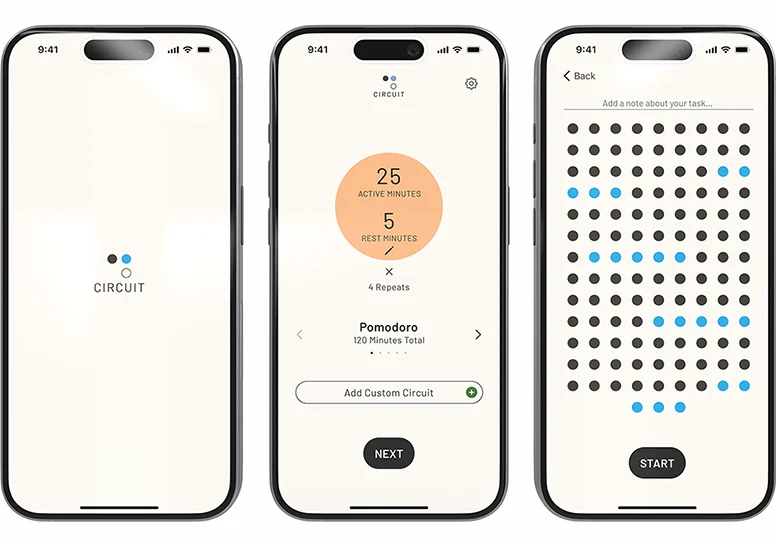 9:41
CIRCUIT
9:41
CIRCUIT
25
ACTIVE MINUTES
5
REST MINUTES
4 Repeats
Pomodoro
120 Minutes Total
Add Custom Circuit
NEXT
9:41
Back
Add a note about your task...
START